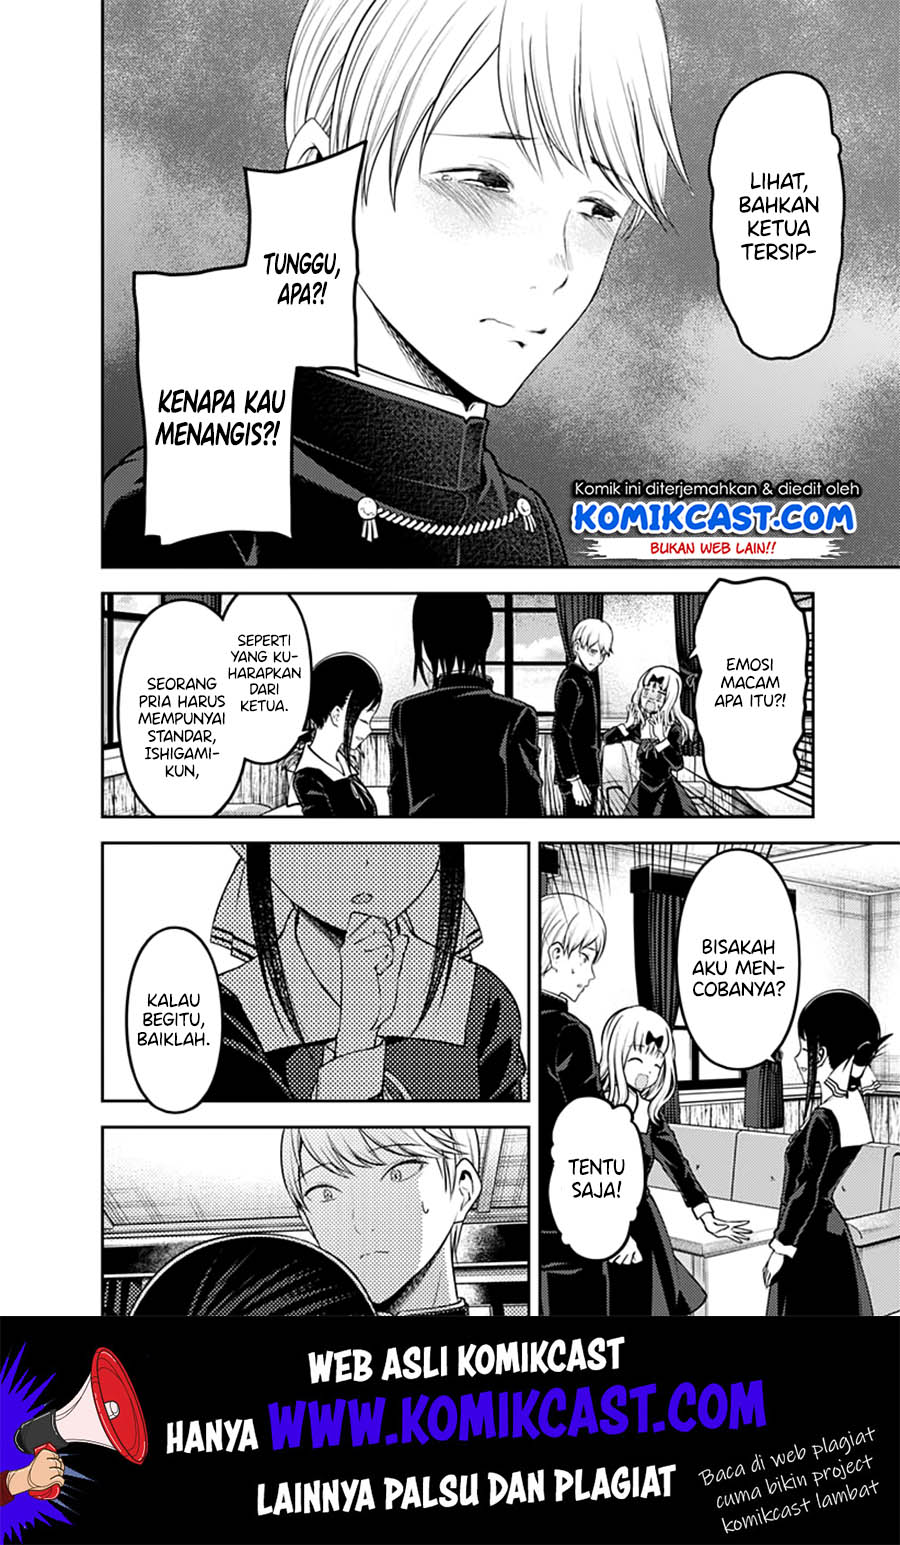 LIHAT,
BAHKAN
KETUA
TERSIP-
TUNGGU,
APA?!
KENAPA KAU
MENANGIS?!
Komik ini diterjemahkan & diedit oleh
KOMIKCAST.COM
BUKAN WEB LAIN!!
EMOSI
MACAM
APA ITU?!
SEPERTI
YANG KU-
HARAPKAN
DARI
KETUA.
SEORANG
PRIA HARUS
MEMPUNYAI
STANDAR,
ISHIGAMI-
KUN,
BISAKAH
AKU MEN-
COBANYA?
TENTU
SAJA!
KALAU
BEGITU,
BAIKLAH.
WEB ASLI KOMIKCAST
HANYA WWW.KOMIKCAST.COM
LAINNYA PALSU DAN PLAGIAT
Baca di web plagiat
cuma bikin project
komikcast lambat